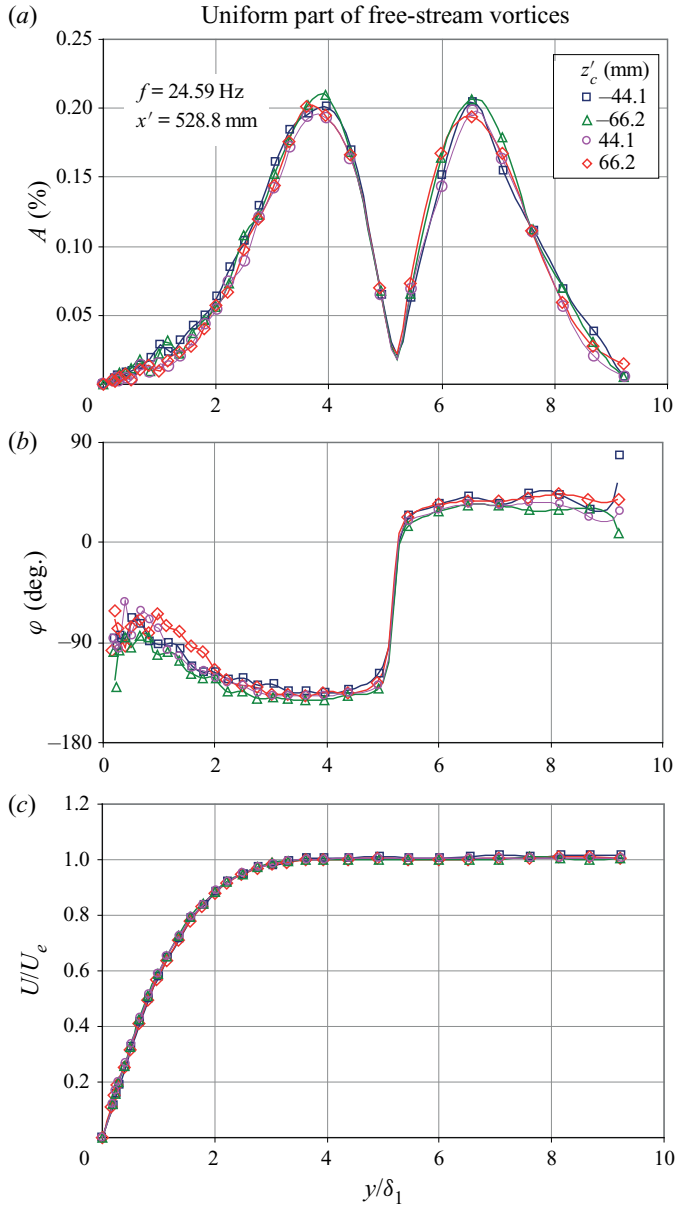 (a) Uniform part of free-stream vortices
0.25
0.20
0.15
0.10
0.05
0
A (%)
f = 24.59 Hz
x′ = 528.8 mm
z′c (mm)
−44.1
−66.2
44.1
66.2
0 2 4 6 8 10
(b)
90
0
−90
−180
φ (deg.)
0 2 4 6 8 10
(c)
1.2
1.0
0.8
0.6
0.4
0.2
0
U/Ue
0 2 4 6 8 10
y/δ1